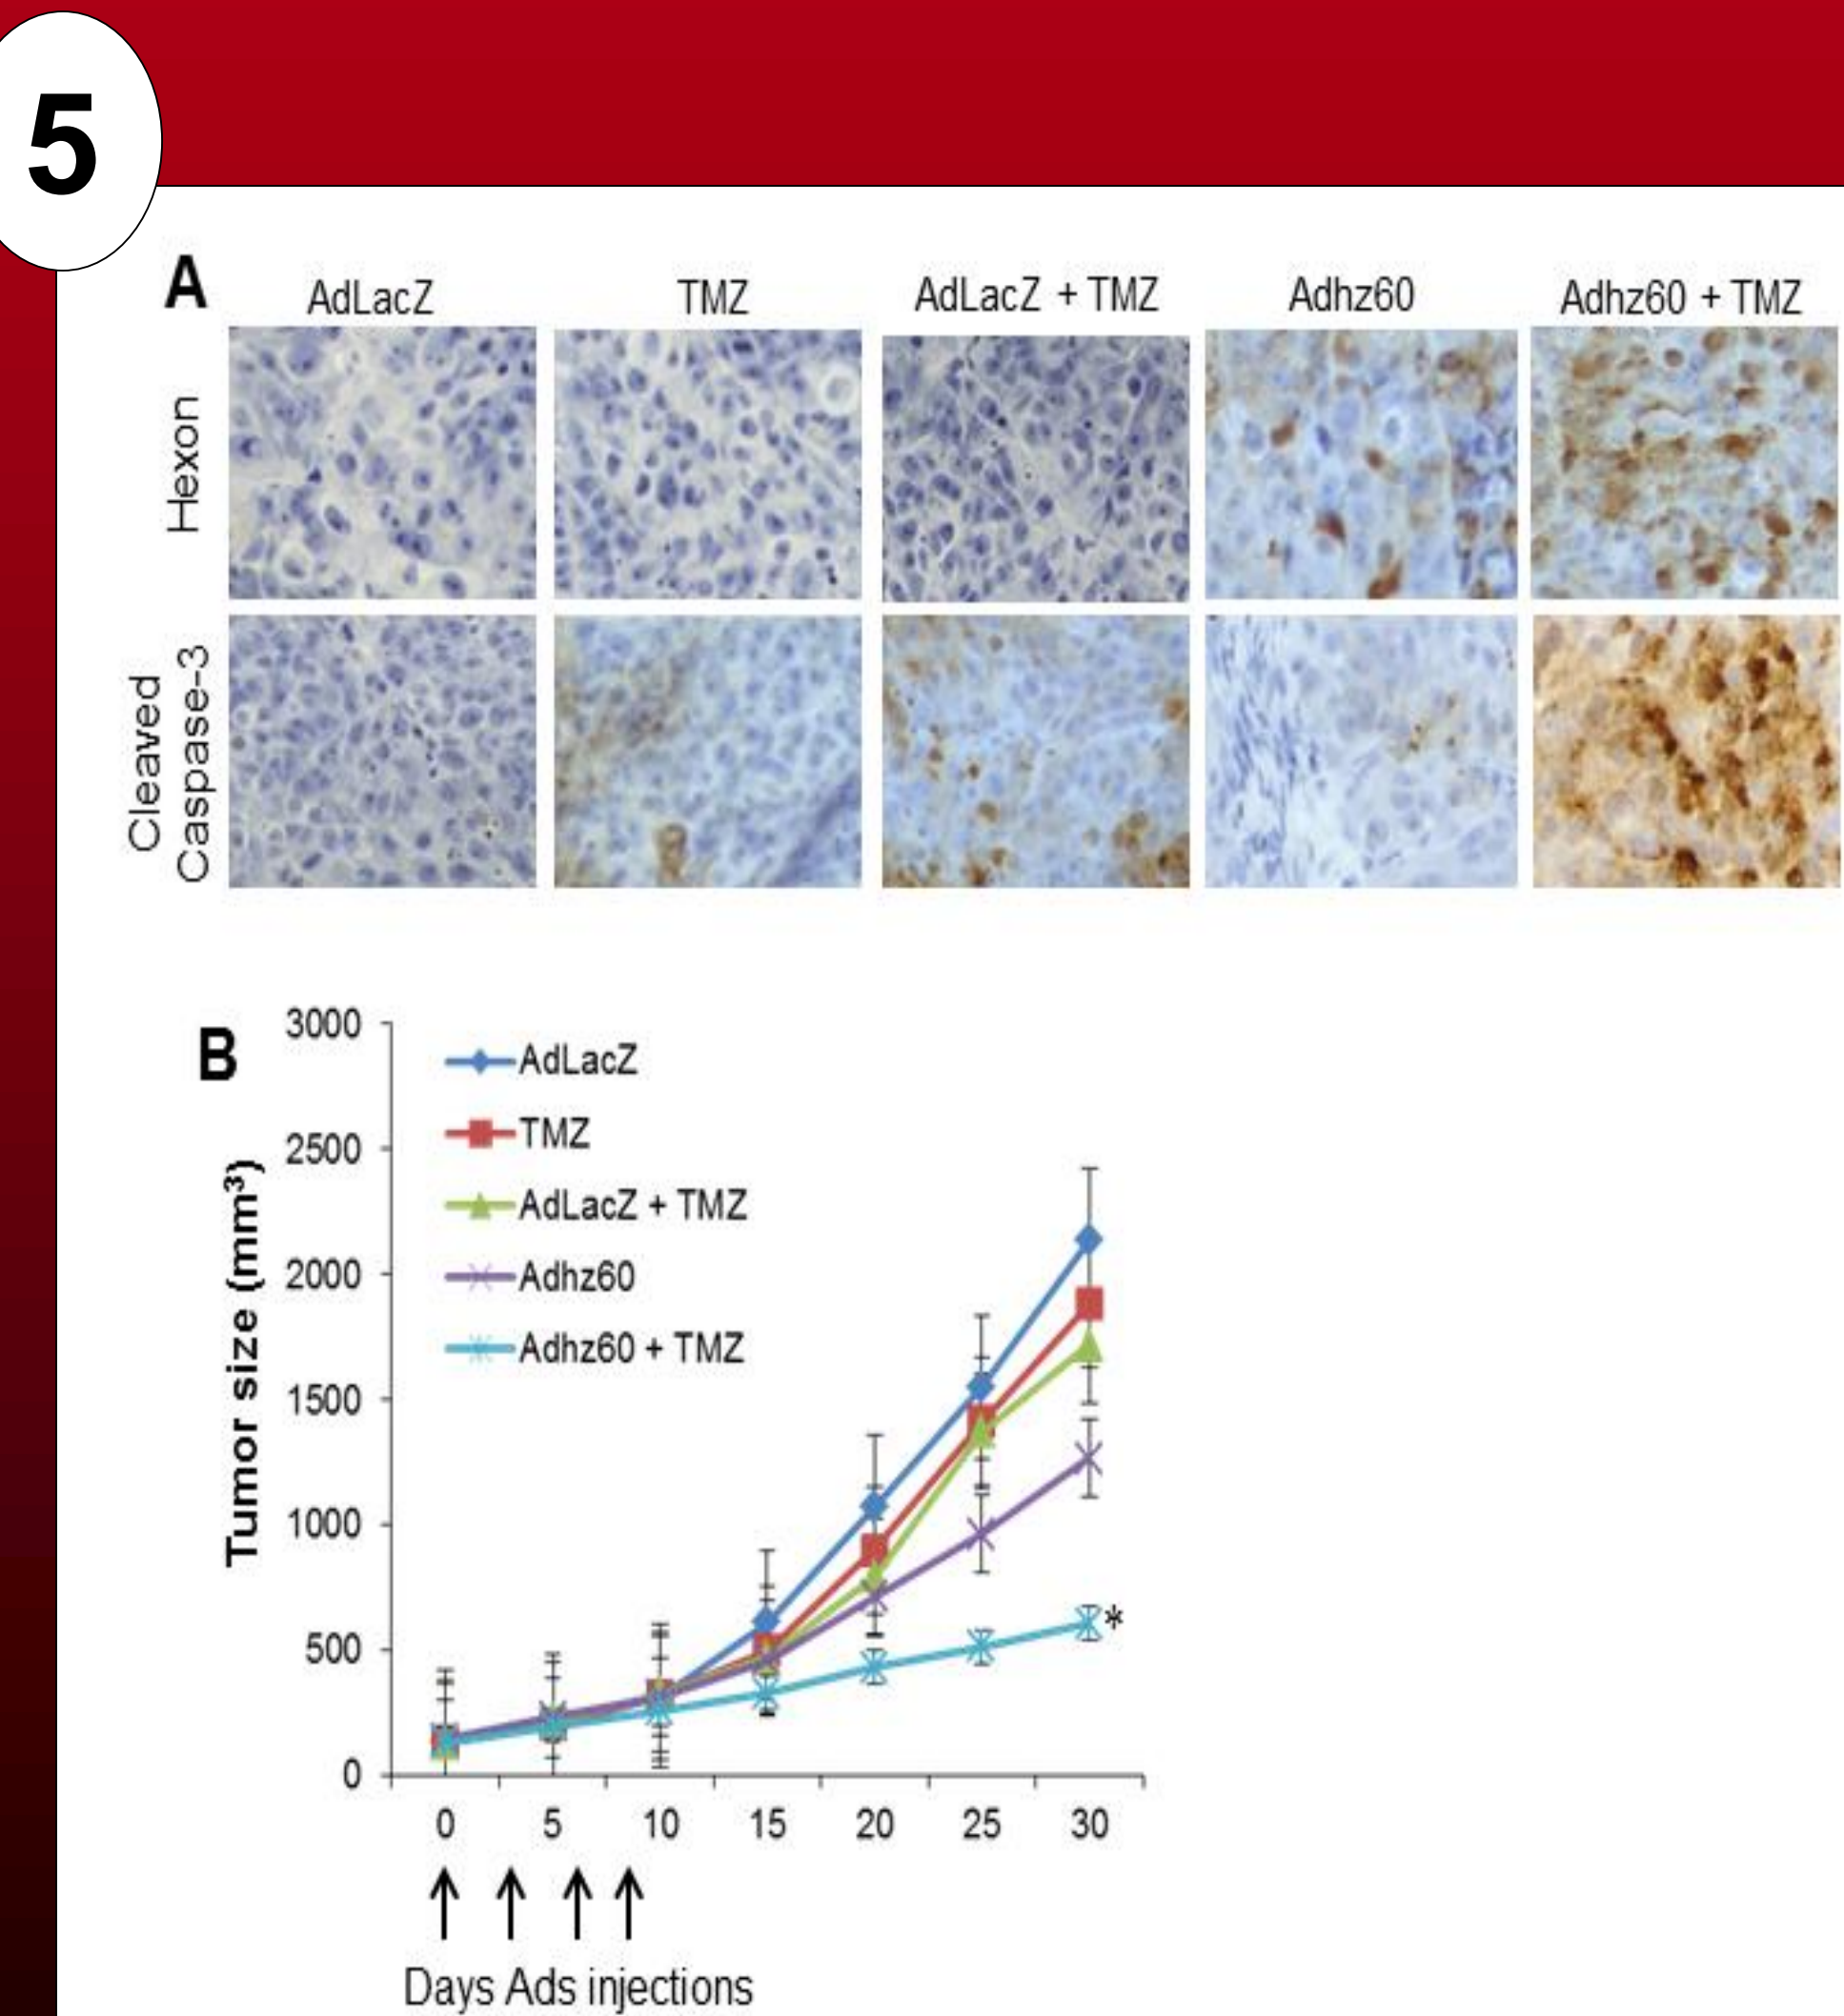 5
A
AdLacZ
TMZ
AdLacZ + TMZ
Adhz60
Adhz60 + TMZ
Hexon
Cleaved
Caspase-3
B
3000
2500
2000
1500
1000
500
0
Tumor size (mm³)
AdLacZ
TMZ
AdLacZ + TMZ
Adhz60
Adhz60 + TMZ
*
0 5 10 15 20 25 30
Days Ads injections